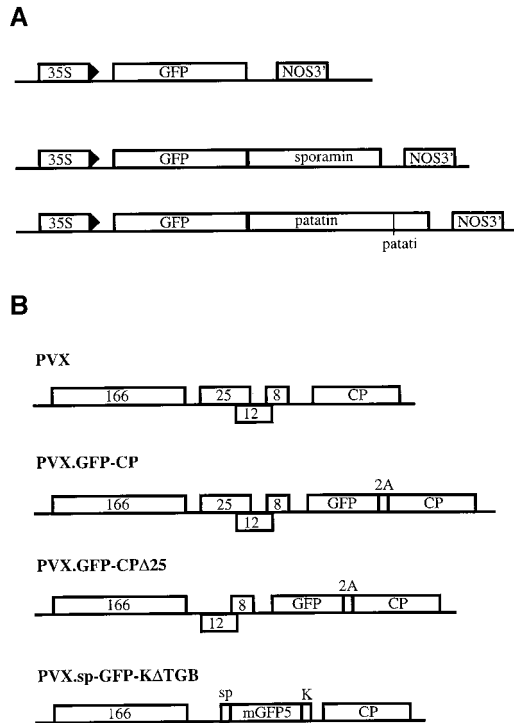 A
35S GFP NOS3'
35S GFP sporamin NOS3'
35S GFP patatin NOS3'
patati
B
PVX
166 25 8 CP
12
PVX.GFP-CP
2A
166 25 8 GFP CP
12
PVX.GFP-CPΔ25
2A
166 8 GFP CP
12
PVX.sp-GFP-KΔTGB
sp K
166 mGFP5 CP